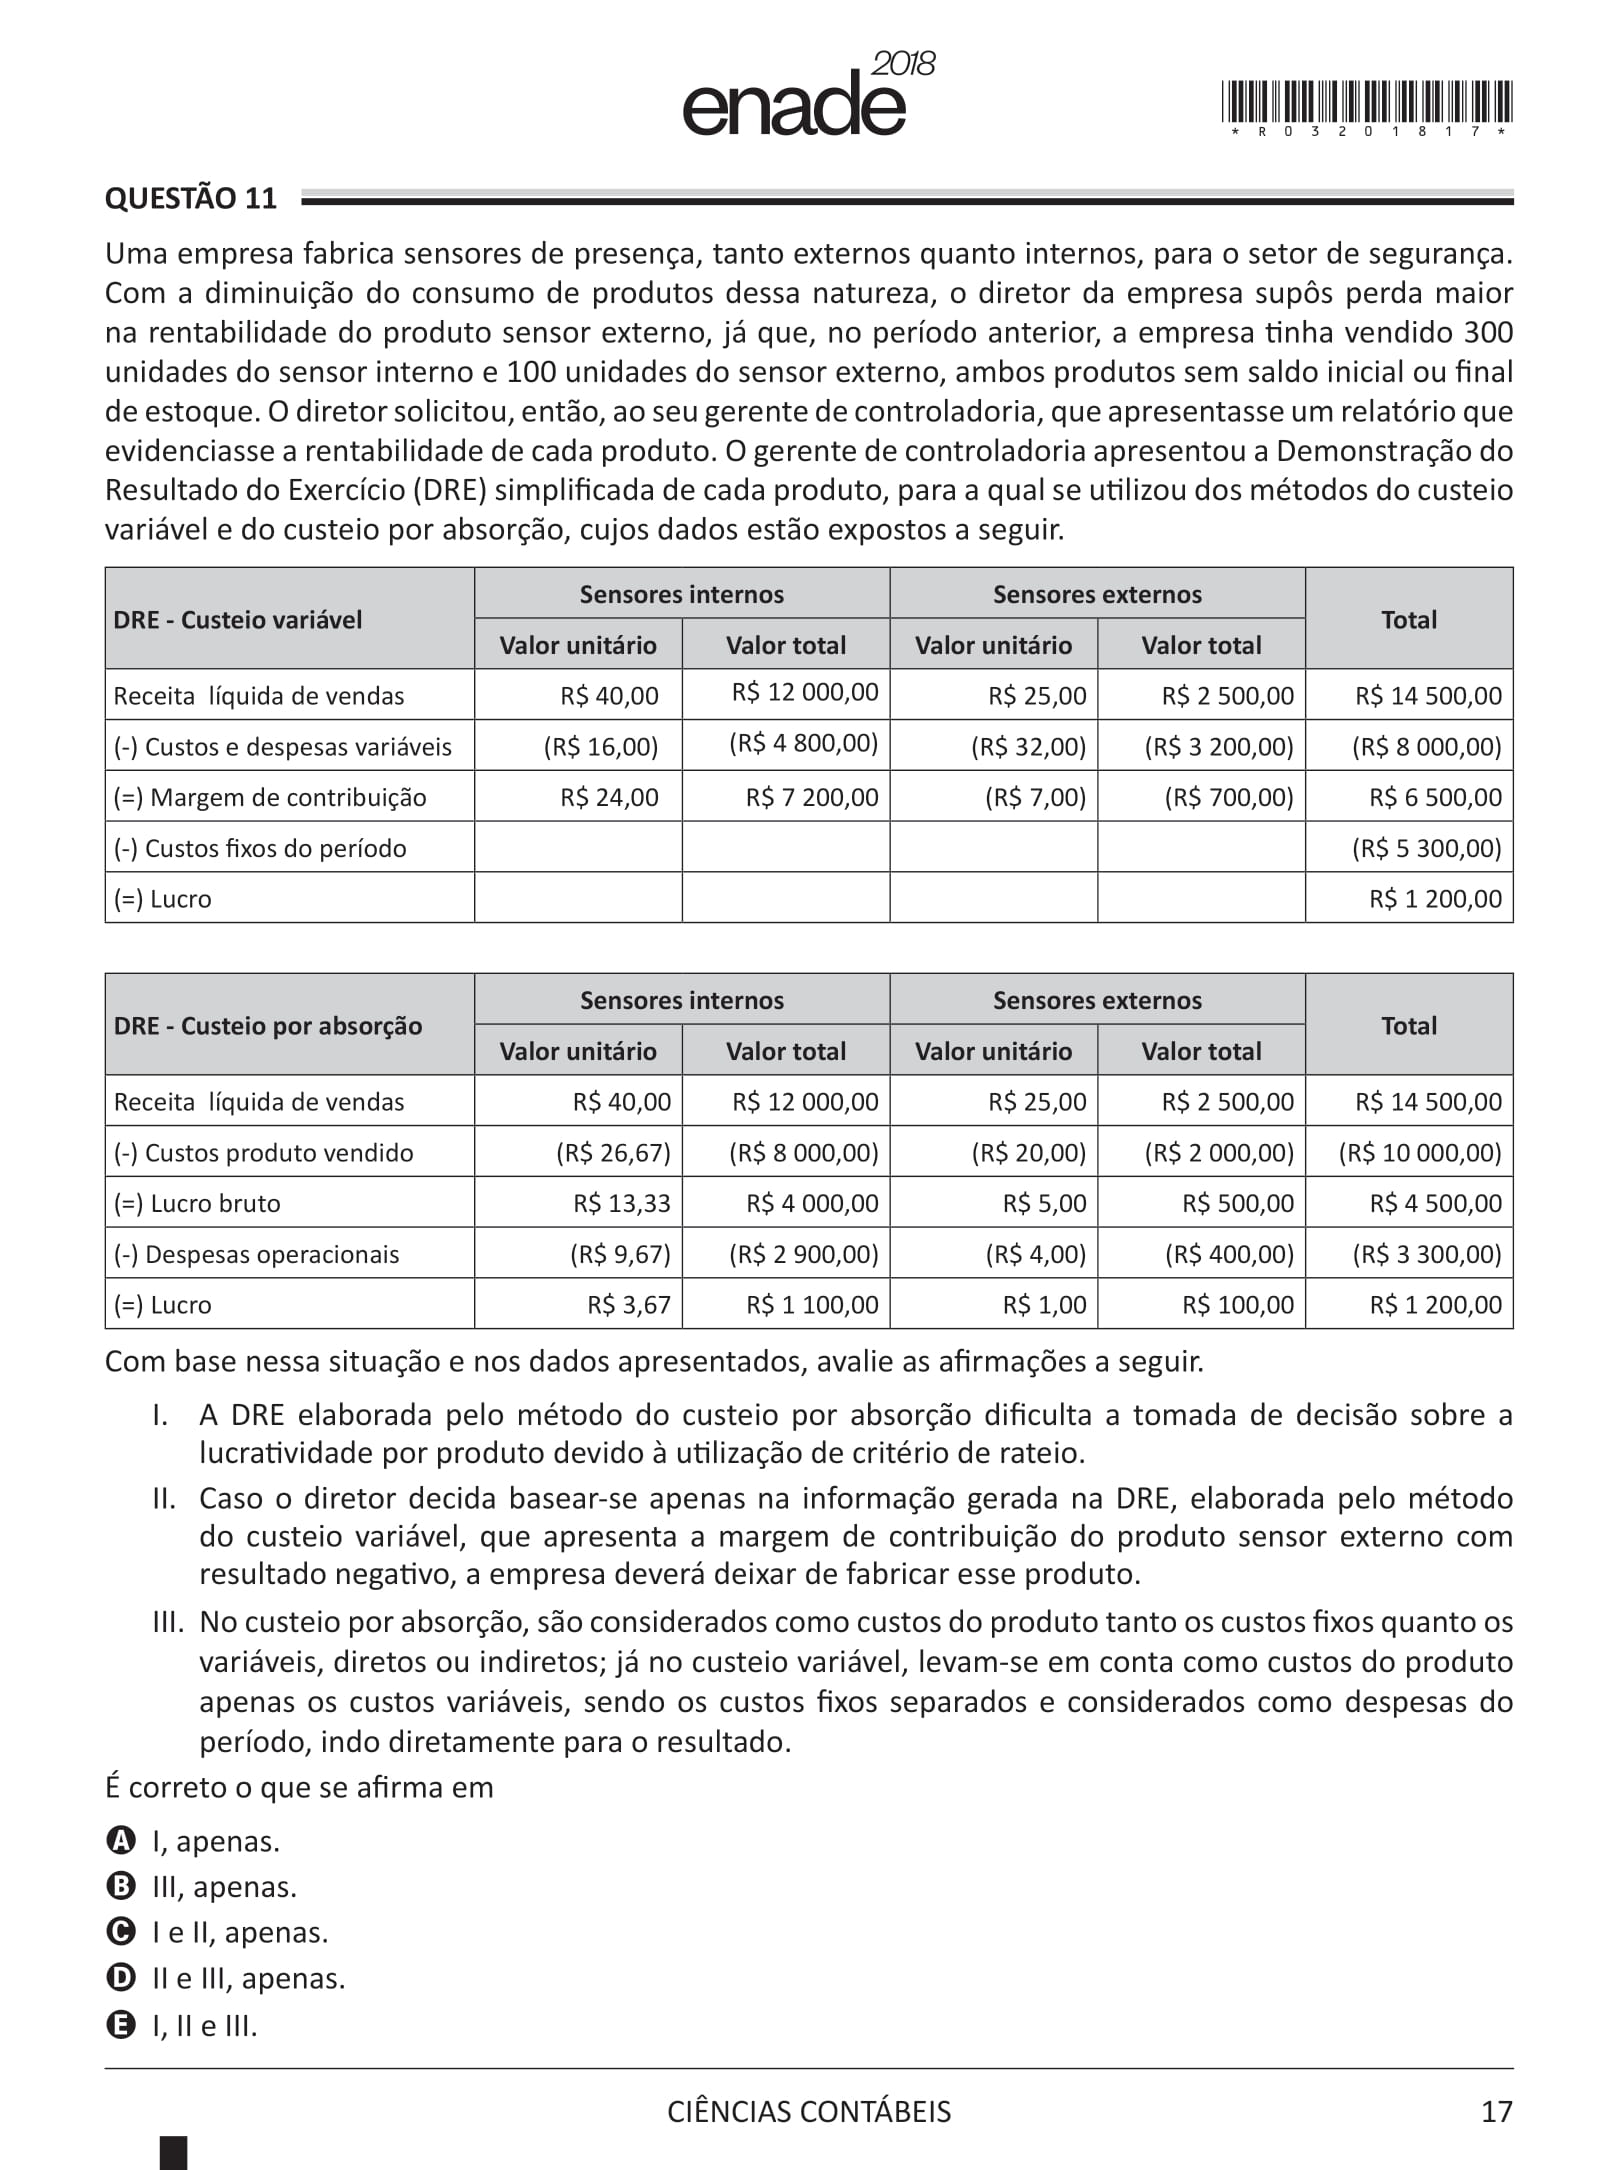 enade 2018
* R 0 3 2 0 1 8 1 7 *
QUESTÃO 11
Uma empresa fabrica sensores de presença, tanto externos quanto internos, para o setor de segurança.
Com a diminuição do consumo de produtos dessa natureza, o diretor da empresa supôs perda maior
na rentabilidade do produto sensor externo, já que, no período anterior, a empresa tinha vendido 300
unidades do sensor interno e 100 unidades do sensor externo, ambos produtos sem saldo inicial ou final
de estoque. O diretor solicitou, então, ao seu gerente de controladoria, que apresentasse um relatório que
evidenciasse a rentabilidade de cada produto. O gerente de controladoria apresentou a Demonstração do
Resultado do Exercício (DRE) simplificada de cada produto, para a qual se utilizou dos métodos do custeio
variável e do custeio por absorção, cujos dados estão expostos a seguir.
DRE - Custeio variável Sensores internos Sensores externos Total
Valor unitário Valor total Valor unitário Valor total
Receita líquida de vendas R$ 40,00 R$ 12 000,00 R$ 25,00 R$ 2 500,00 R$ 14 500,00
(-) Custos e despesas variáveis (R$ 16,00) (R$ 4 800,00) (R$ 32,00) (R$ 3 200,00) (R$ 8 000,00)
(=) Margem de contribuição R$ 24,00 R$ 7 200,00 (R$ 7,00) (R$ 700,00) R$ 6 500,00
(-) Custos fixos do período (R$ 5 300,00)
(=) Lucro R$ 1 200,00
DRE - Custeio por absorção Sensores internos Sensores externos Total
Valor unitário Valor total Valor unitário Valor total
Receita líquida de vendas R$ 40,00 R$ 12 000,00 R$ 25,00 R$ 2 500,00 R$ 14 500,00
(-) Custos produto vendido (R$ 26,67) (R$ 8 000,00) (R$ 20,00) (R$ 2 000,00) (R$ 10 000,00)
(=) Lucro bruto R$ 13,33 R$ 4 000,00 R$ 5,00 R$ 500,00 R$ 4 500,00
(-) Despesas operacionais (R$ 9,67) (R$ 2 900,00) (R$ 4,00) (R$ 400,00) (R$ 3 300,00)
(=) Lucro R$ 3,67 R$ 1 100,00 R$ 1,00 R$ 100,00 R$ 1 200,00
Com base nessa situação e nos dados apresentados, avalie as afirmações a seguir.
I. A DRE elaborada pelo método do custeio por absorção dificulta a tomada de decisão sobre a
lucratividade por produto devido à utilização de critério de rateio.
II. Caso o diretor decida basear-se apenas na informação gerada na DRE, elaborada pelo método
do custeio variável, que apresenta a margem de contribuição do produto sensor externo com
resultado negativo, a empresa deverá deixar de fabricar esse produto.
III. No custeio por absorção, são considerados como custos do produto tanto os custos fixos quanto os
variáveis, diretos ou indiretos; já no custeio variável, levam-se em conta como custos do produto
apenas os custos variáveis, sendo os custos fixos separados e considerados como despesas do
período, indo diretamente para o resultado.
É correto o que se afirma em
A I, apenas.
B III, apenas.
C I e II, apenas.
D II e III, apenas.
E I, II e III.
CIÊNCIAS CONTÁBEIS 17